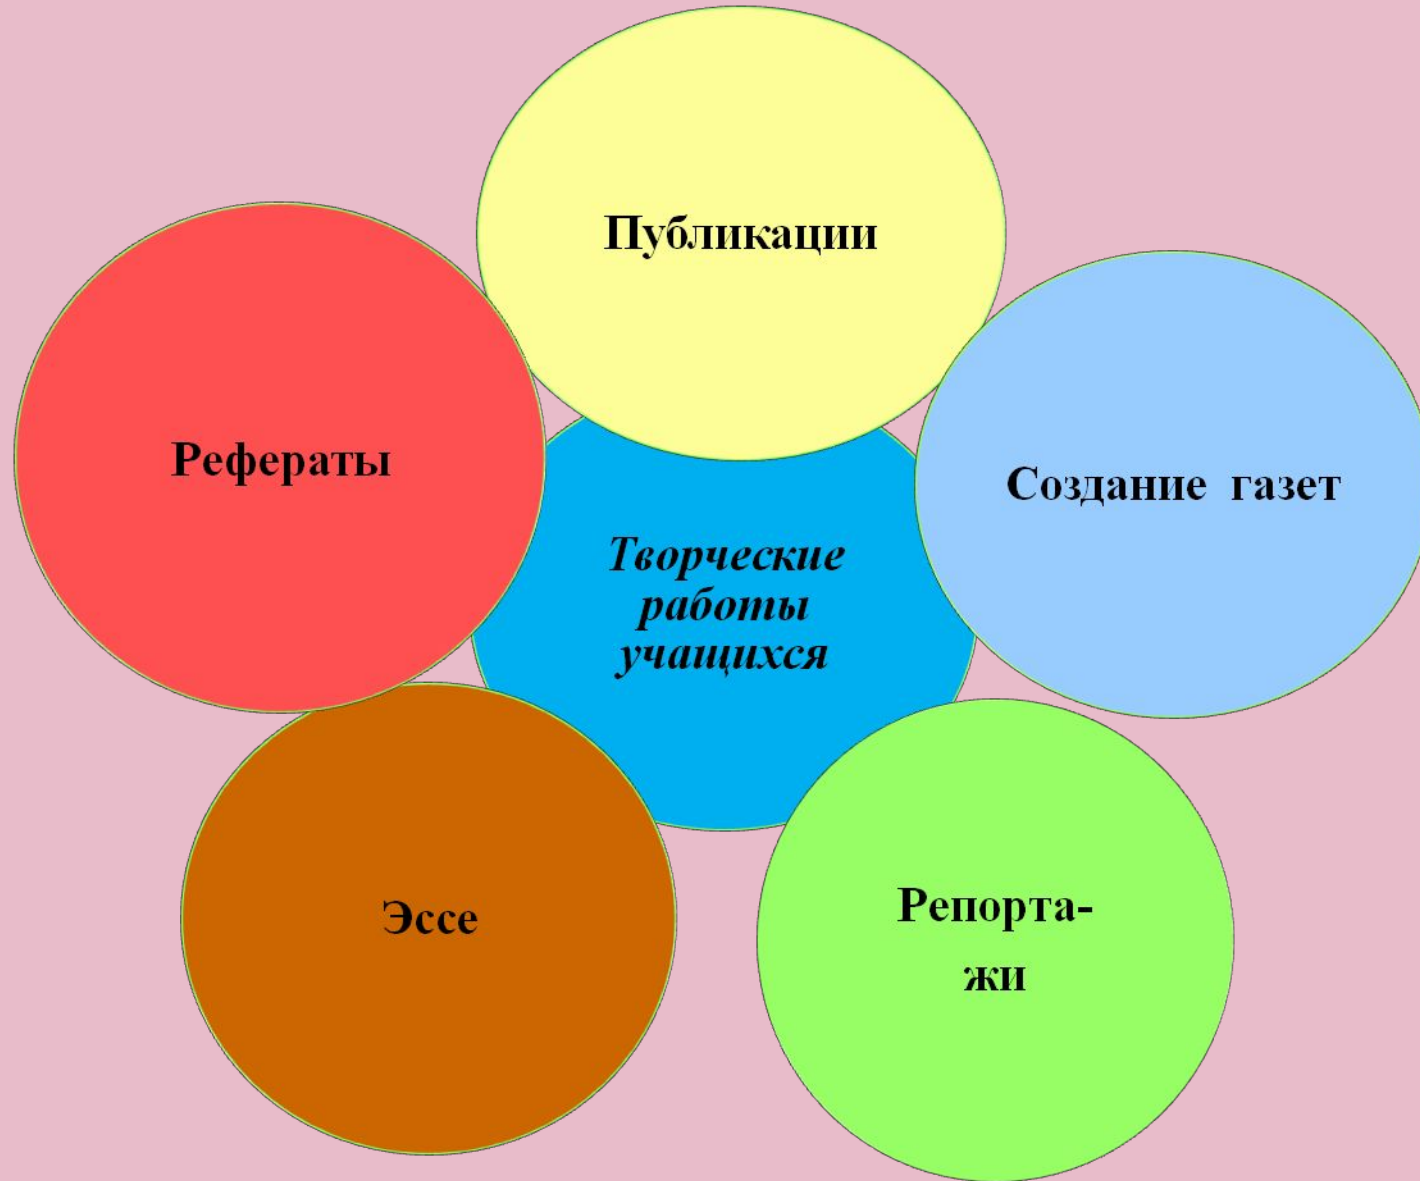 Публикации
Рефераты
Создание газет
Творческие
работы
учащихся
Эссе
Репорта-
жи